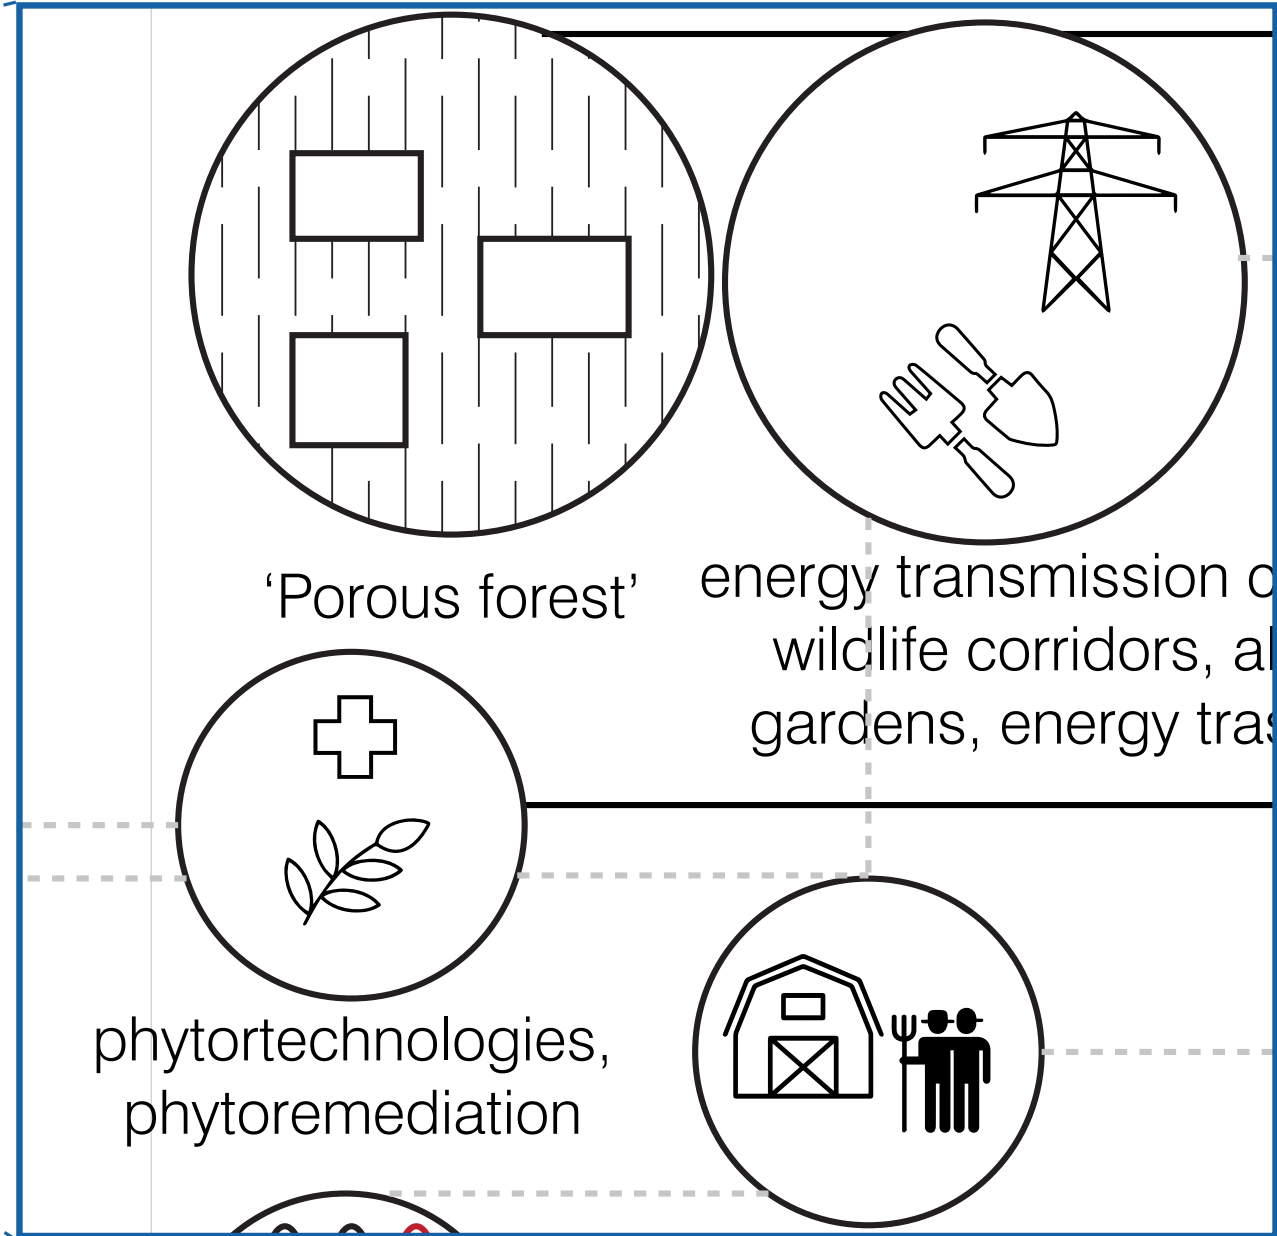 ‘Porous forest’
energy transmission
wildlife corridors,
gardens, energy
phytortechnologies,
phytoremediation